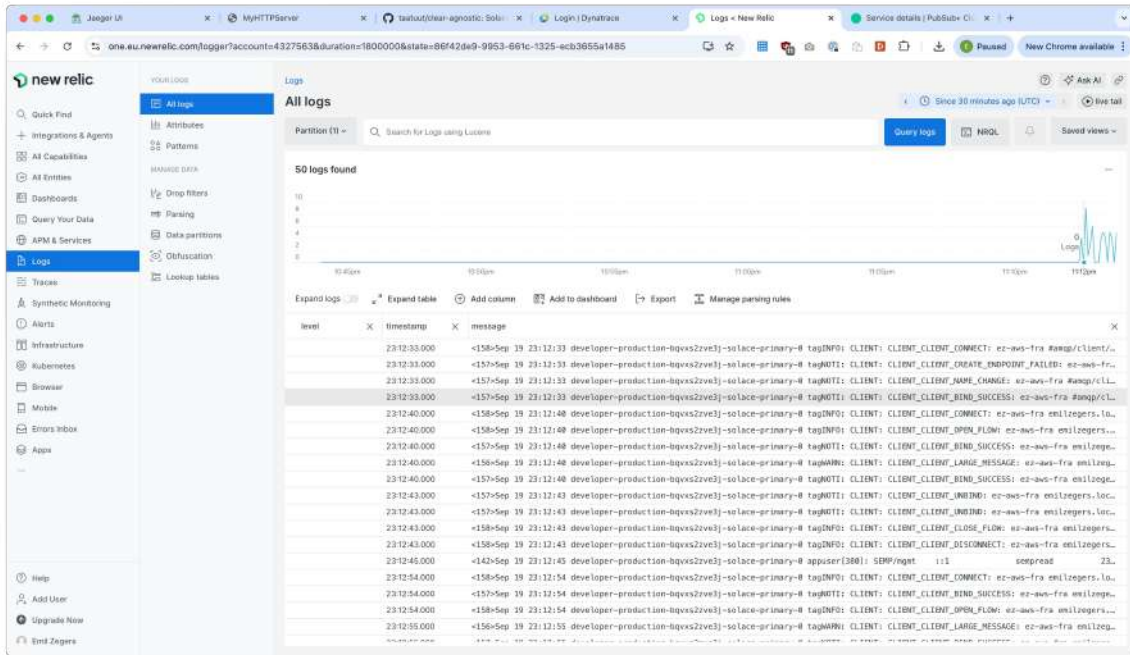 Jaeger UI
MyHTTPServer
Login | Dynatrace
Logs < New Relic
Service details | PubSub+ Cl
one.eu.newrelic.com/logger?account=4327563&duration=1800000&state=86f42de9-9953-661c-1325-ecb3655a1485
Paused
New Chrome available
new relic
YOUR LOGS
Logs
Ask AI
All logs
All logs
Since 30 minutes ago (UTC)
live tail
Quick Find
Attributes
Integrations & Agents
Partition (1)
Search for Logs using Lucene
Query logs
NRQL
Saved views
Patterns
All Capabilities
MANAGE DATA
50 logs found
All Entities
Drop filters
Dashboards
Parsing
Query Your Data
Data partitions
APM & Services
Obfuscation
Logs
Lookup tables
Traces
Synthetic Monitoring
Alerts
Infrastructure
Kubernetes
Browser
Mobile
Errors Inbox
Apps
10
8
6
4
2
0
0
Logs
11:12pm
Expand logs
Expand table
Add column
Add to dashboard
Export
Manage parsing rules
level
timestamp
message
23:12:33.000 <158>Sep 19 23:12:33 developer-production-bqvxs2zve3j-solace-primary-0 tagINFO: CLIENT: CLIENT_CLIENT_CONNECT: ez-aws-fra #amqp/client/…
23:12:33.000 <157>Sep 19 23:12:33 developer-production-bqvxs2zve3j-solace-primary-0 tagNOTI: CLIENT: CLIENT_CLIENT_CREATE_ENDPOINT_FAILED: ez-aws-fr…
23:12:33.000 <157>Sep 19 23:12:33 developer-production-bqvxs2zve3j-solace-primary-0 tagNOTI: CLIENT: CLIENT_CLIENT_NAME_CHANGE: ez-aws-fra #amqp/cli…
23:12:33.000 <157>Sep 19 23:12:33 developer-production-bqvxs2zve3j-solace-primary-0 tagNOTI: CLIENT: CLIENT_CLIENT_BIND_SUCCESS: ez-aws-fra #amqp/cl…
23:12:40.000 <158>Sep 19 23:12:40 developer-production-bqvxs2zve3j-solace-primary-0 tagINFO: CLIENT: CLIENT_CLIENT_CONNECT: ez-aws-fra emilzegers.lo…
23:12:40.000 <158>Sep 19 23:12:40 developer-production-bqvxs2zve3j-solace-primary-0 tagINFO: CLIENT: CLIENT_CLIENT_OPEN_FLOW: ez-aws-fra emilzegers.…
23:12:40.000 <157>Sep 19 23:12:40 developer-production-bqvxs2zve3j-solace-primary-0 tagNOTI: CLIENT: CLIENT_CLIENT_BIND_SUCCESS: ez-aws-fra emilzege…
23:12:40.000 <156>Sep 19 23:12:40 developer-production-bqvxs2zve3j-solace-primary-0 tagWARN: CLIENT: CLIENT_CLIENT_LARGE_MESSAGE: ez-aws-fra emilzeg…
23:12:40.000 <157>Sep 19 23:12:40 developer-production-bqvxs2zve3j-solace-primary-0 tagNOTI: CLIENT: CLIENT_CLIENT_BIND_SUCCESS: ez-aws-fra emilzege…
23:12:43.000 <157>Sep 19 23:12:43 developer-production-bqvxs2zve3j-solace-primary-0 tagNOTI: CLIENT: CLIENT_CLIENT_UNBIND: ez-aws-fra emilzegers.loc…
23:12:43.000 <157>Sep 19 23:12:43 developer-production-bqvxs2zve3j-solace-primary-0 tagNOTI: CLIENT: CLIENT_CLIENT_UNBIND: ez-aws-fra emilzegers.loc…
23:12:43.000 <158>Sep 19 23:12:43 developer-production-bqvxs2zve3j-solace-primary-0 tagINFO: CLIENT: CLIENT_CLIENT_CLOSE_FLOW: ez-aws-fra emilzegers…
23:12:43.000 <158>Sep 19 23:12:43 developer-production-bqvxs2zve3j-solace-primary-0 tagINFO: CLIENT: CLIENT_CLIENT_DISCONNECT: ez-aws-fra emilzegers…
23:12:45.000 <142>Sep 19 23:12:45 developer-production-bqvxs2zve3j-solace-primary-0 appuser[380]: SEMP/mgmt ::1 sempread 23…
23:12:54.000 <158>Sep 19 23:12:54 developer-production-bqvxs2zve3j-solace-primary-0 tagINFO: CLIENT: CLIENT_CLIENT_CONNECT: ez-aws-fra emilzegers.lo…
23:12:54.000 <157>Sep 19 23:12:54 developer-production-bqvxs2zve3j-solace-primary-0 tagNOTI: CLIENT: CLIENT_CLIENT_BIND_SUCCESS: ez-aws-fra emilzege…
23:12:54.000 <158>Sep 19 23:12:54 developer-production-bqvxs2zve3j-solace-primary-0 tagINFO: CLIENT: CLIENT_CLIENT_OPEN_FLOW: ez-aws-fra emilzegers.…
23:12:55.000 <156>Sep 19 23:12:55 developer-production-bqvxs2zve3j-solace-primary-0 tagWARN: CLIENT: CLIENT_CLIENT_LARGE_MESSAGE: ez-aws-fra emilzeg…
Help
Add User
Upgrade Now
Emil Zegers